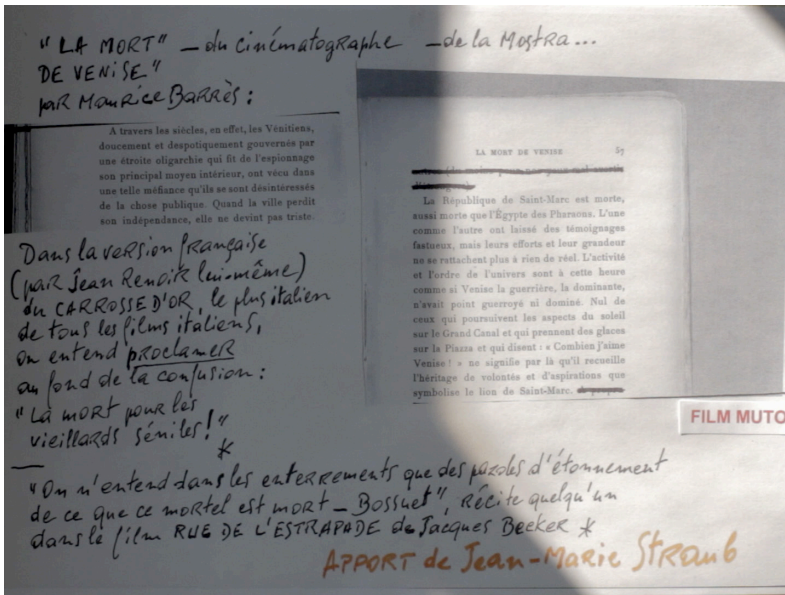 "LA MORT" — du cinématographe — de la Mostra...
DE VENISE"
par Maurice Barrès :
A travers les siècles, en effet, les Vénitiens,
doucement et despotiquement gouvernés par
une étroite oligarchie qui fit de l'espionnage
son principal moyen intérieur, ont vécu dans
une telle méfiance qu'ils se sont désintéressés
de la chose publique. Quand la ville perdit
son indépendance, elle ne devint pas triste.
LA MORT DE VENISE 57
La République de Saint-Marc est morte,
aussi morte que l'Égypte des Pharaons. L'une
comme l'autre ont laissé des témoignages
fastueux, mais leurs efforts et leur grandeur
ne se rattachent plus à rien de réel. L'activité
et l'ordre de l'univers sont à cette heure
comme si Venise la guerrière, la dominante,
n'avait point guerroyé ni dominé. Nul de
ceux qui poursuivent les aspects du soleil
sur le Grand Canal et qui prennent des glaces
sur la Piazza et qui disent : « Combien j'aime
Venise ! » ne signifie par là qu'il recueille
l'héritage de volontés et d'aspirations que
symbolise le lion de Saint-Marc.
Dans la version française
(par Jean Renoir lui-même)
du CARROSSE D'OR, le plus italien
de tous les films italiens,
on entend proclamer
au fond de la confusion :
"La mort pour les
vieillards séniles!"
*
FILM MUTO
"On n'entend dans les enterrements que des paroles d'étonnement
de ce que ce mortel est mort — Bossuet", récite quelqu'un
dans le film RUE DE L'ESTRAPADE de Jacques Becker *
APPORT de Jean-Marie Straub